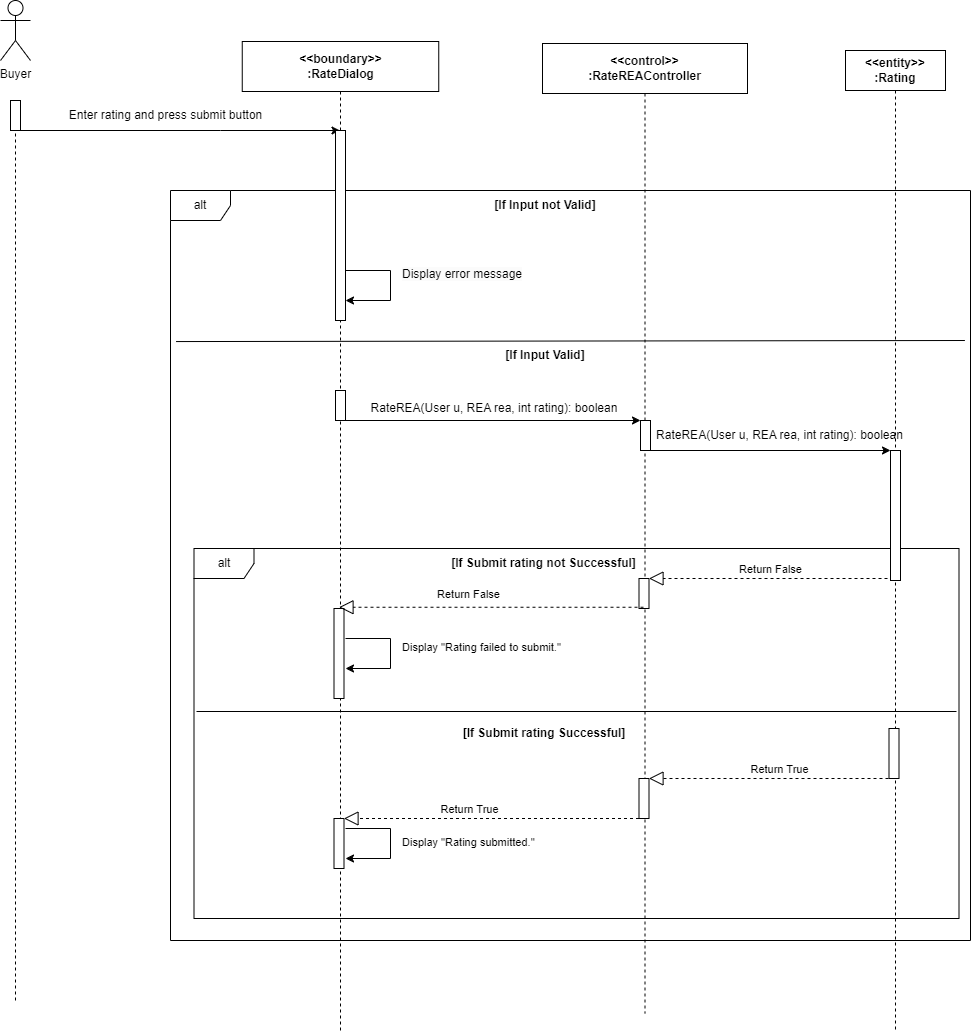 Buyer
<<boundary>>
:RateDialog
<<control>>
:RateREAController
<<entity>>
:Rating
Enter rating and press submit button
alt
[If Input not Valid]
Display error message
[If Input Valid]
RateREA(User u, REA rea, int rating): boolean
RateREA(User u, REA rea, int rating): boolean
alt
[If Submit rating not Successful]
Return False
Return False
Display "Rating failed to submit."
[If Submit rating Successful]
Return True
Return True
Display "Rating submitted."